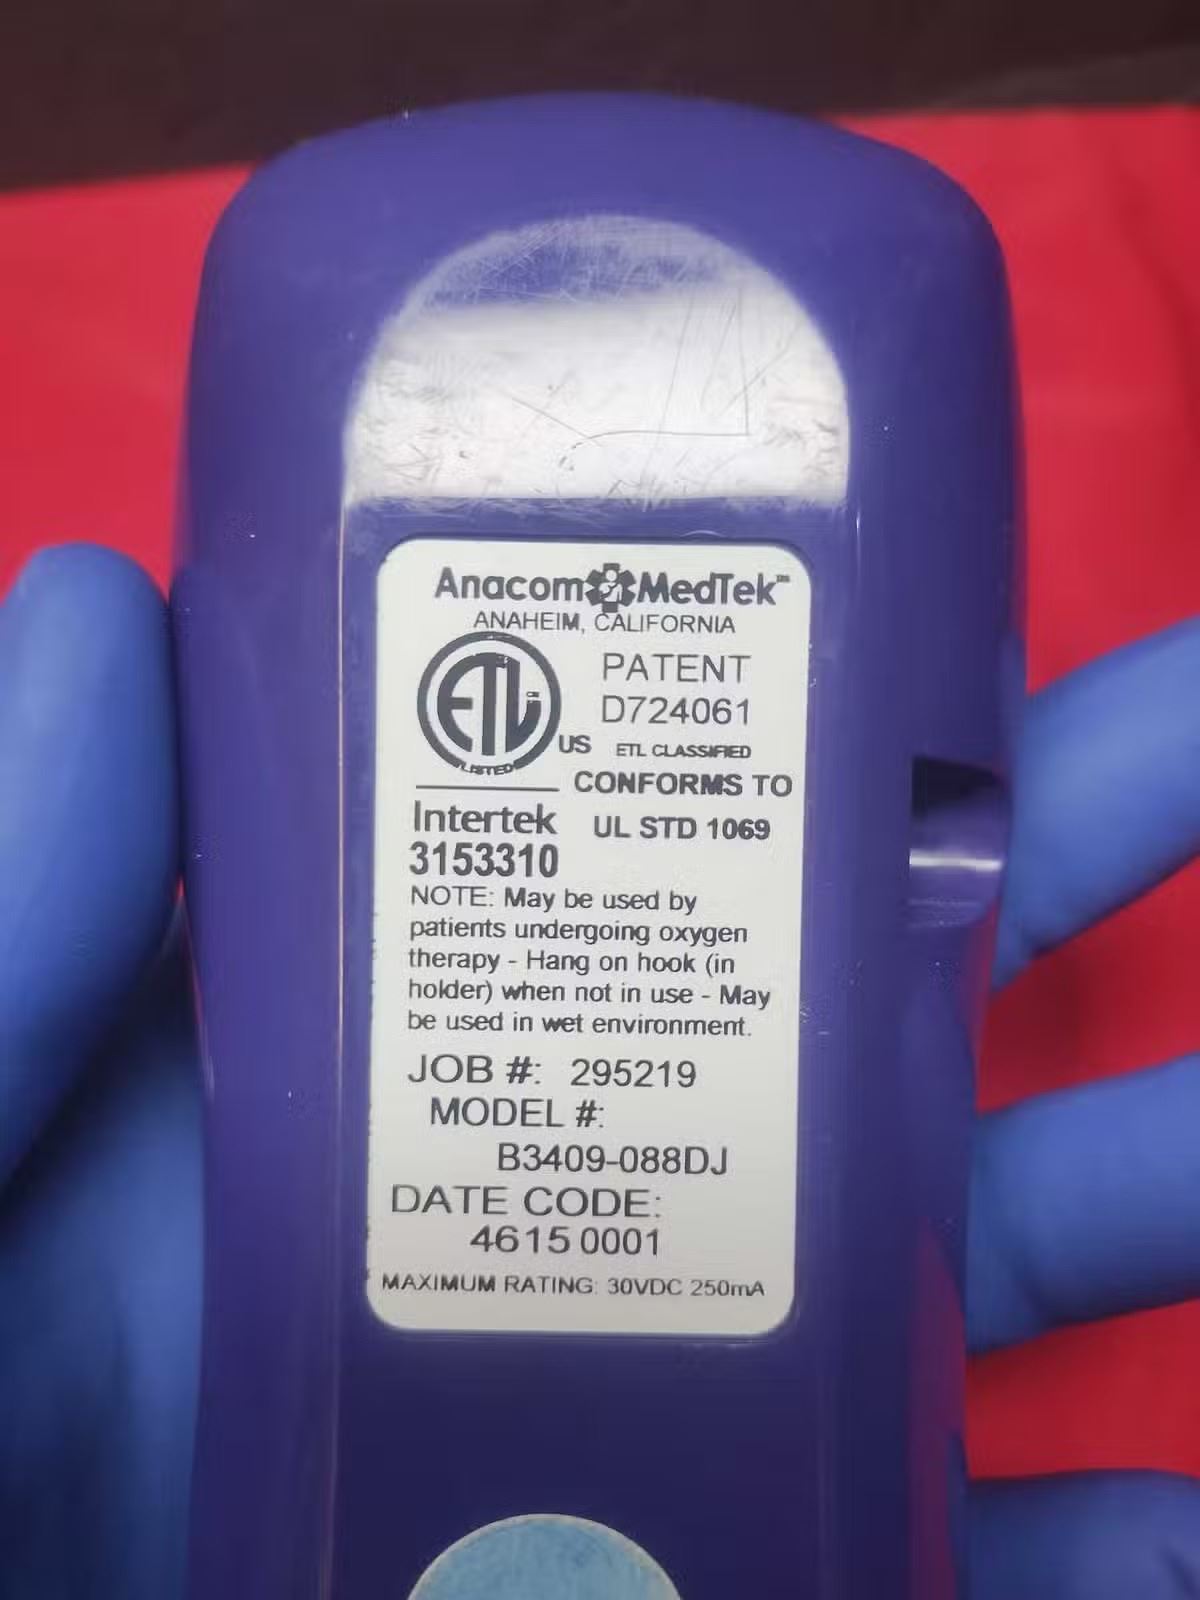 Anacom MedTek™
ANAHEIM, CALIFORNIA
ETL
LISTED
US
PATENT
D724061
ETL CLASSIFIED
CONFORMS TO
UL STD 1069
Intertek
3153310
NOTE: May be used by
patients undergoing oxygen
therapy - Hang on hook (in
holder) when not in use - May
be used in wet environment.
JOB #: 295219
MODEL #:
B3409-088DJ
DATE CODE:
4615 0001
MAXIMUM RATING: 30VDC 250mA